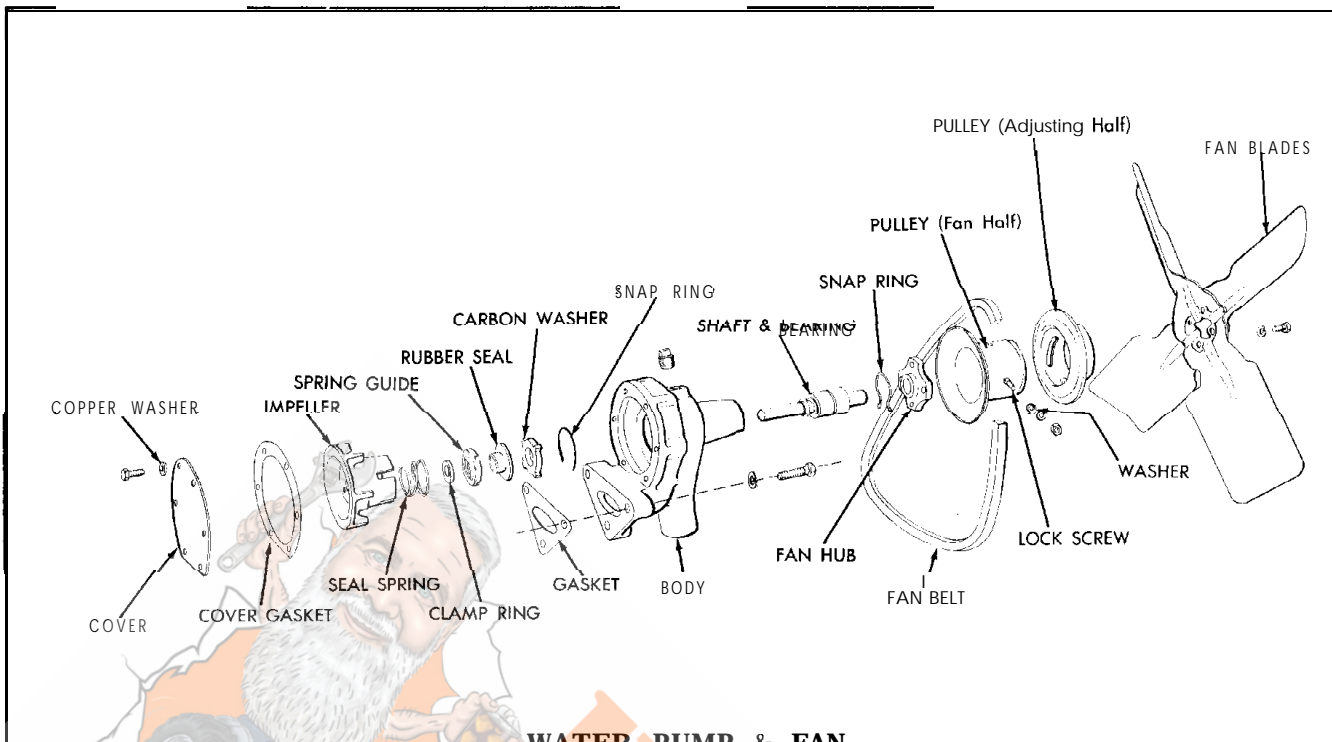 PULLEY (Adjusting Half)
FAN BLADES
PULLEY (Fan Half)
SNAP RING
SNAP RING
CARBON WASHER
SHAFT & BEARING
BEARING
RUBBER SEAL
SPRING GUIDE
IMPELLER
COPPER WASHER
WASHER
LOCK SCREW
FAN HUB
GASKET
BODY
SEAL SPRING
FAN BELT
CLAMP RING
COVER GASKET
COVER
WATER PUMP & FAN